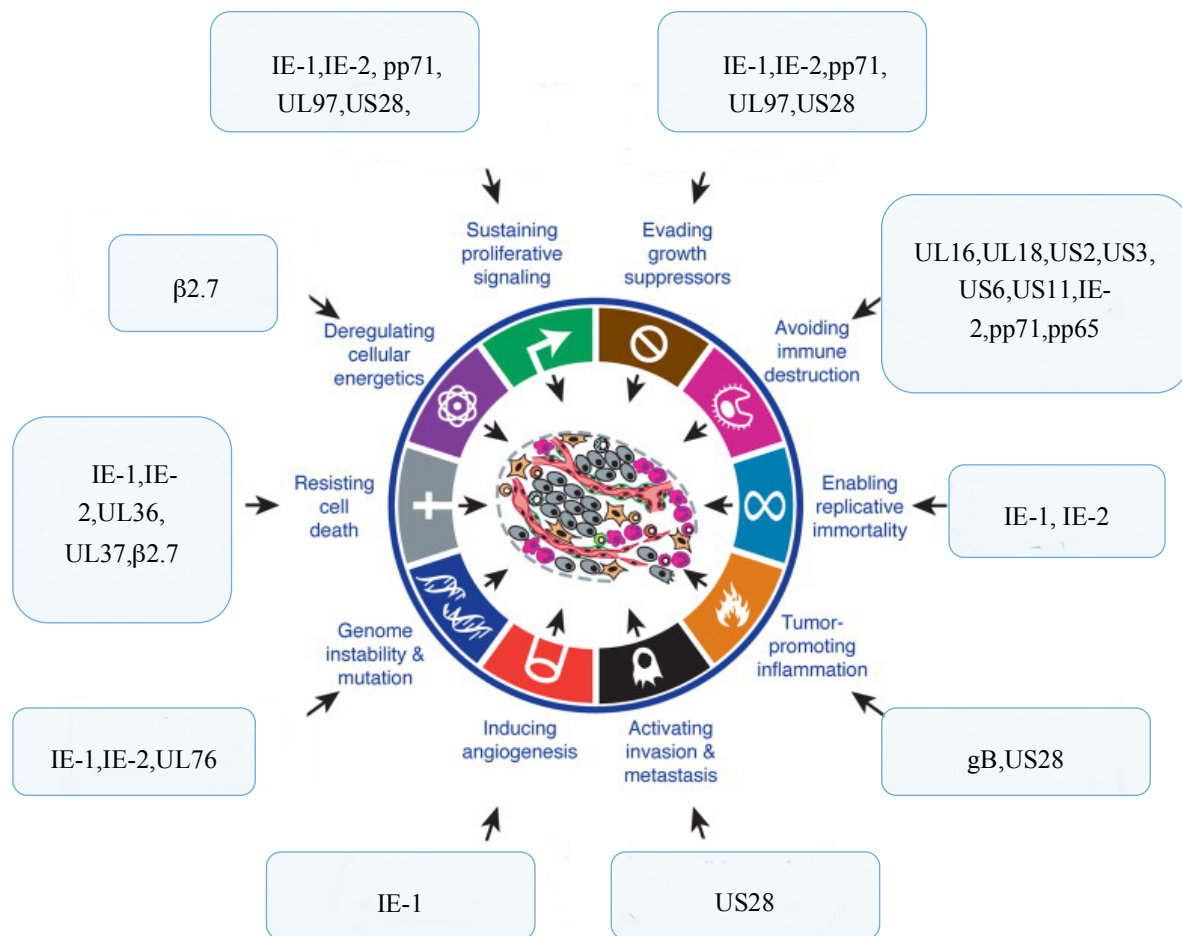 IE-1,IE-2, pp71,
UL97,US28,
IE-1,IE-2,pp71,
UL97,US28
Sustaining
proliferative
signaling
Evading
growth
suppressors
β2.7
UL16,UL18,US2,US3,
US6,US11,IE-
2,pp71,pp65
Deregulating
cellular
energetics
Avoiding
immune
destruction
IE-1,IE-
2,UL36,
UL37,β2.7
Resisting
cell
death
Enabling
replicative
immortality
IE-1, IE-2
Genome
instability &
mutation
Tumor-
promoting
inflammation
IE-1,IE-2,UL76
Inducing
angiogenesis
Activating
invasion &
metastasis
gB,US28
IE-1
US28